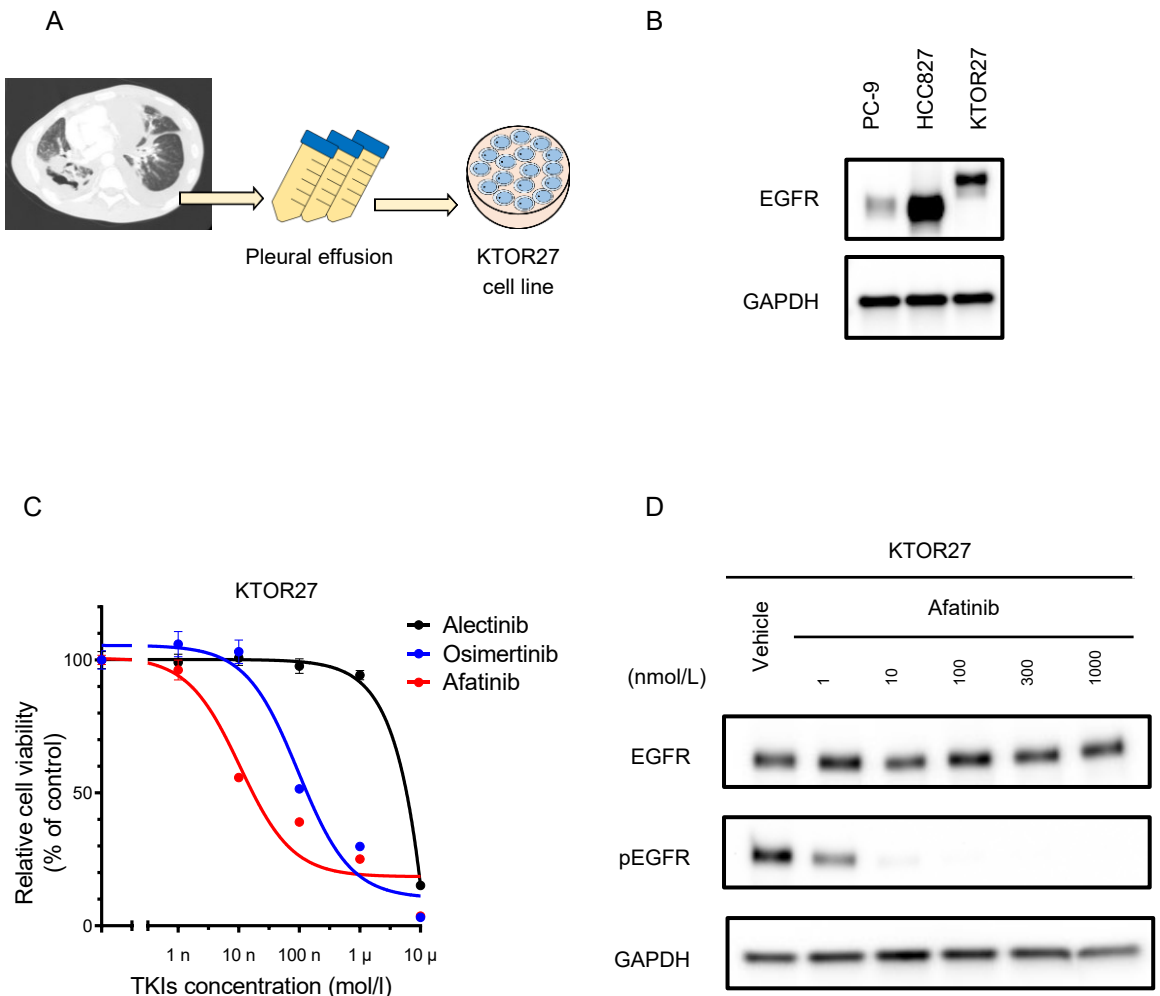 A
Pleural effusion
KTOR27
cell line
B
PC-9
HCC827
KTOR27
EGFR
GAPDH
C
KTOR27
Alectinib
Osimertinib
Afatinib
Relative cell viability
(% of control)
100
50
0
1 n
10 n
100 n
1 µ
10 µ
TKIs concentration (mol/l)
D
KTOR27
Vehicle
Afatinib
(nmol/L)
1
10
100
300
1000
EGFR
pEGFR
GAPDH